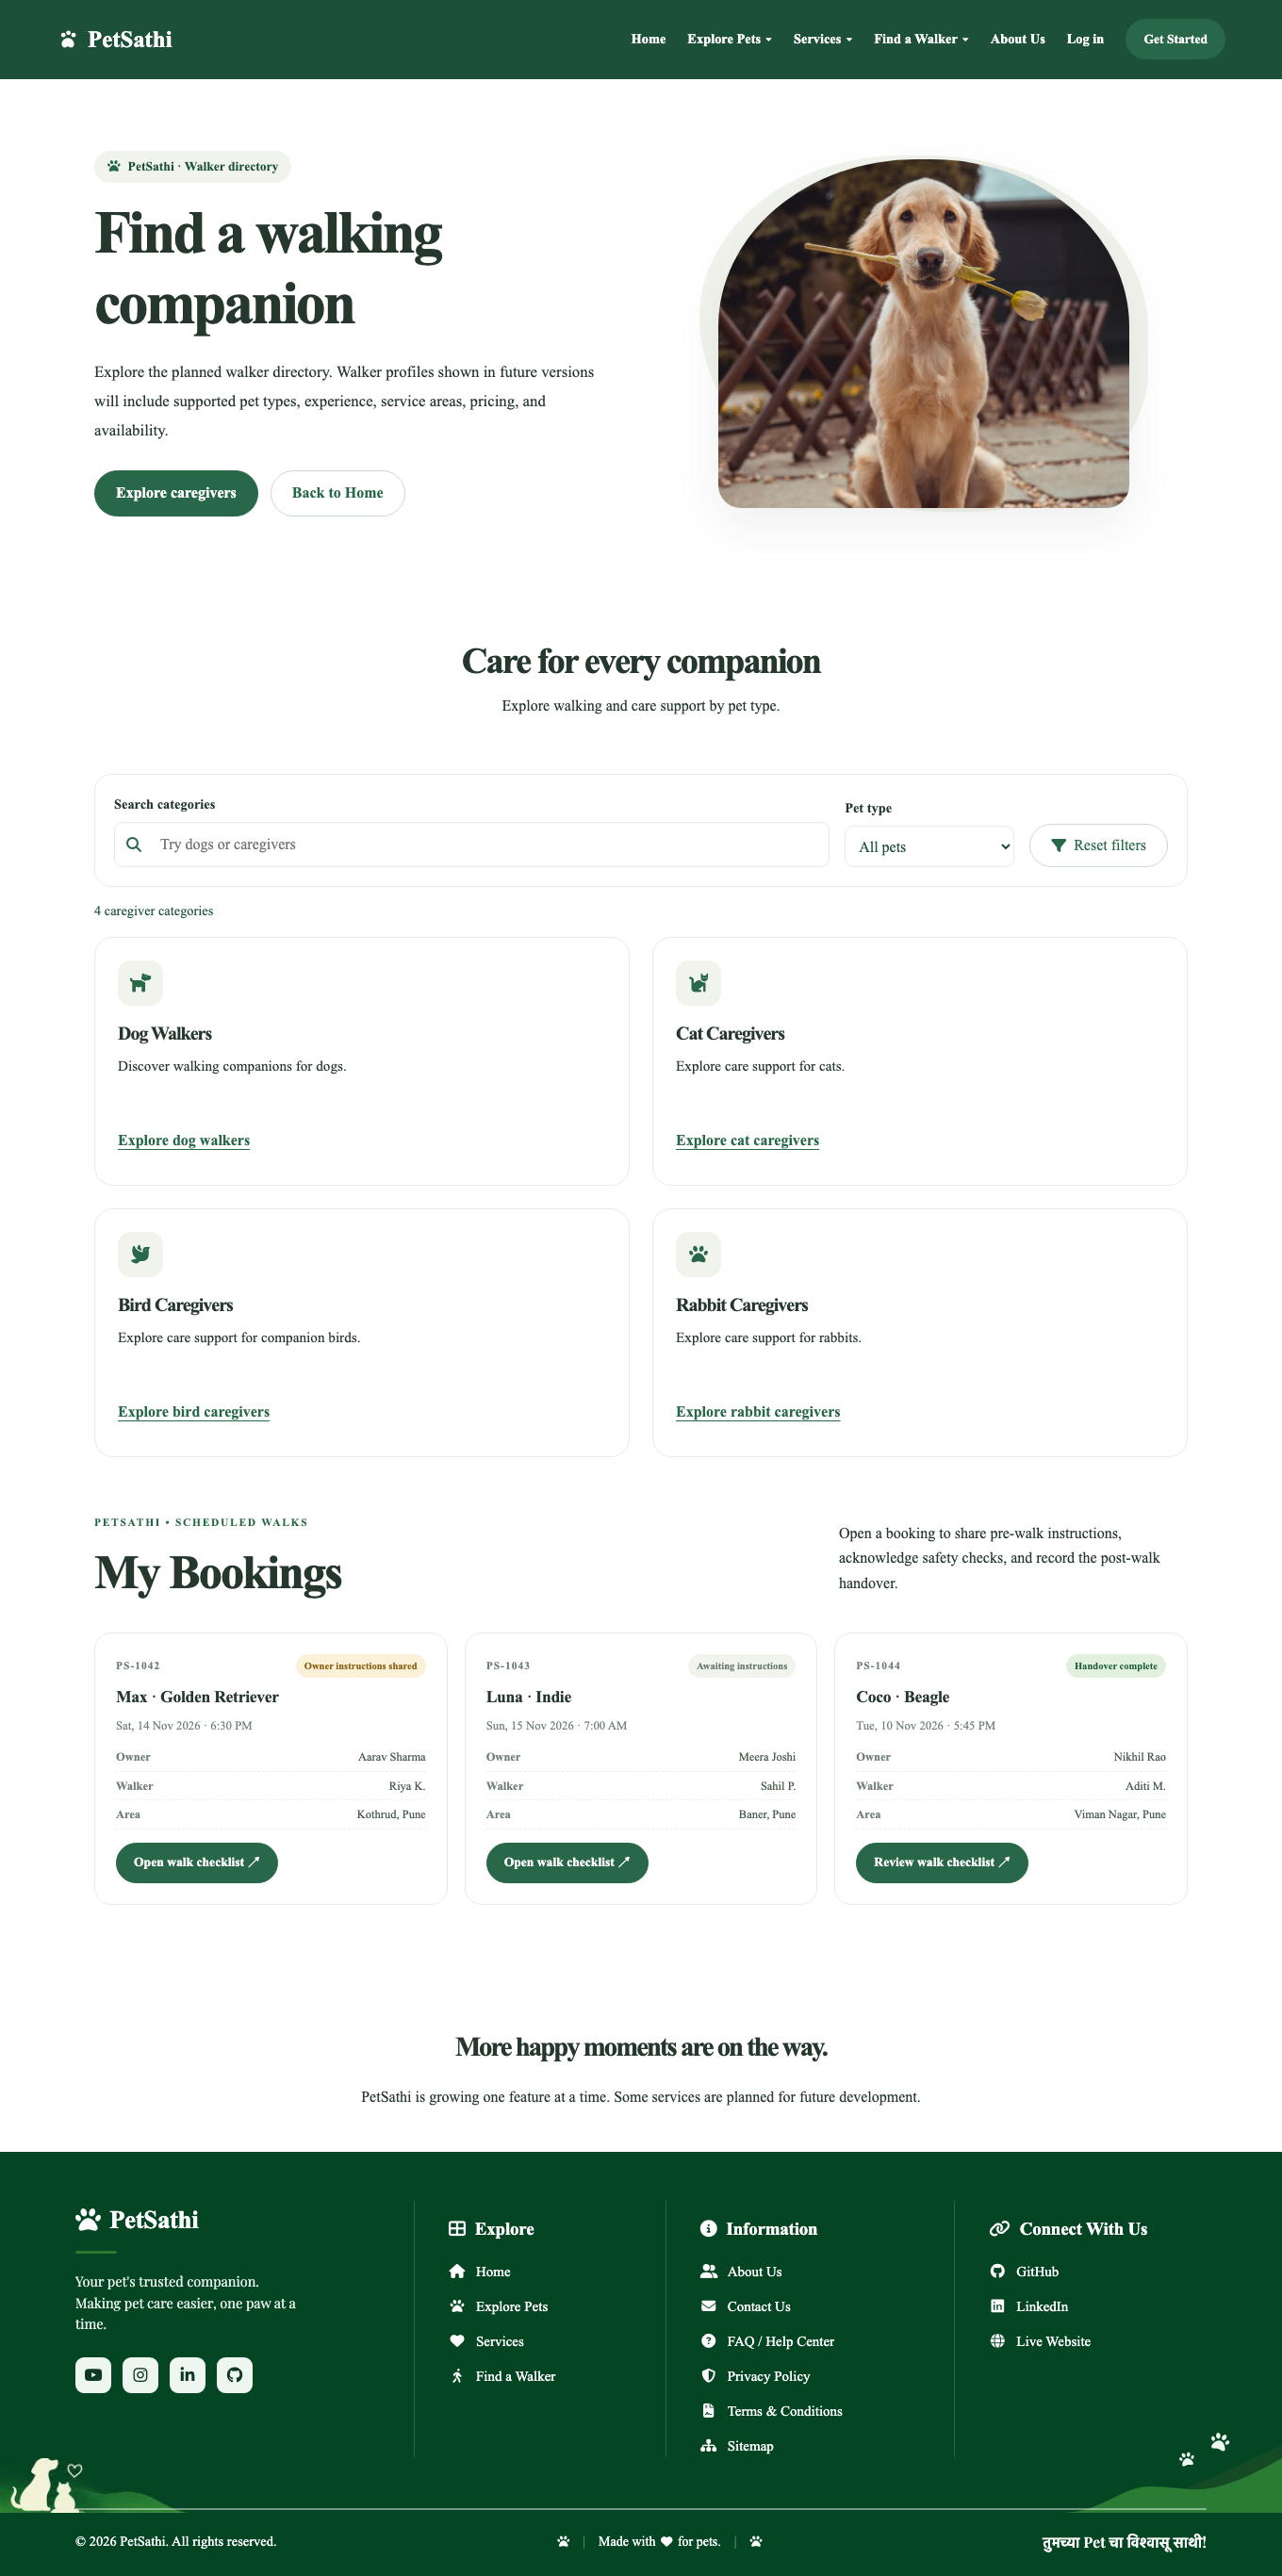 PetSathi
Home Explore Pets Services Find a Walker About Us Log in Get Started
PetSathi · Walker directory
Find a walking
companion
Explore the planned walker directory. Walker profiles shown in future versions
will include supported pet types, experience, service areas, pricing, and
availability.
Explore caregivers Back to Home
Care for every companion
Explore walking and care support by pet type.
Search categories
Try dogs or caregivers
Pet type
All pets
Reset filters
4 caregiver categories
Dog Walkers
Discover walking companions for dogs.
Explore dog walkers
Cat Caregivers
Explore care support for cats.
Explore cat caregivers
Bird Caregivers
Explore care support for companion birds.
Explore bird caregivers
Rabbit Caregivers
Explore care support for rabbits.
Explore rabbit caregivers
PETSATHI • SCHEDULED WALKS
My Bookings
Open a booking to share pre-walk instructions,
acknowledge safety checks, and record the post-walk
handover.
PS-1042 Owner instructions shared
Max · Golden Retriever
Sat, 14 Nov 2026 · 6:30 PM
Owner Aarav Sharma
Walker Riya K.
Area Kothrud, Pune
Open walk checklist ↗
PS-1043 Awaiting instructions
Luna · Indie
Sun, 15 Nov 2026 · 7:00 AM
Owner Meera Joshi
Walker Sahil P.
Area Baner, Pune
Open walk checklist ↗
PS-1044 Handover complete
Coco · Beagle
Tue, 10 Nov 2026 · 5:45 PM
Owner Nikhil Rao
Walker Aditi M.
Area Viman Nagar, Pune
Review walk checklist ↗
More happy moments are on the way.
PetSathi is growing one feature at a time. Some services are planned for future development.
PetSathi
Your pet's trusted companion.
Making pet care easier, one paw at a
time.
Explore
Home
Explore Pets
Services
Find a Walker
Information
About Us
Contact Us
FAQ / Help Center
Privacy Policy
Terms & Conditions
Sitemap
Connect With Us
GitHub
LinkedIn
Live Website
© 2026 PetSathi. All rights reserved.
| Made with ♥ for pets. |
तुमच्या Pet चा विश्वासू साथी!